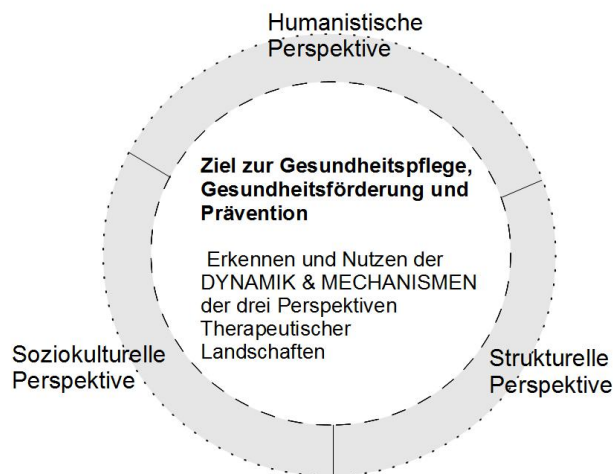 Humanistische
Perspektive
Ziel zur Gesundheitspflege,
Gesundheitsförderung und
Prävention
Erkennen und Nutzen der
DYNAMIK & MECHANISMEN
der drei Perspektiven
Therapeutischer
Landschaften
Soziokulturelle
Perspektive
Strukturelle
Perspektive